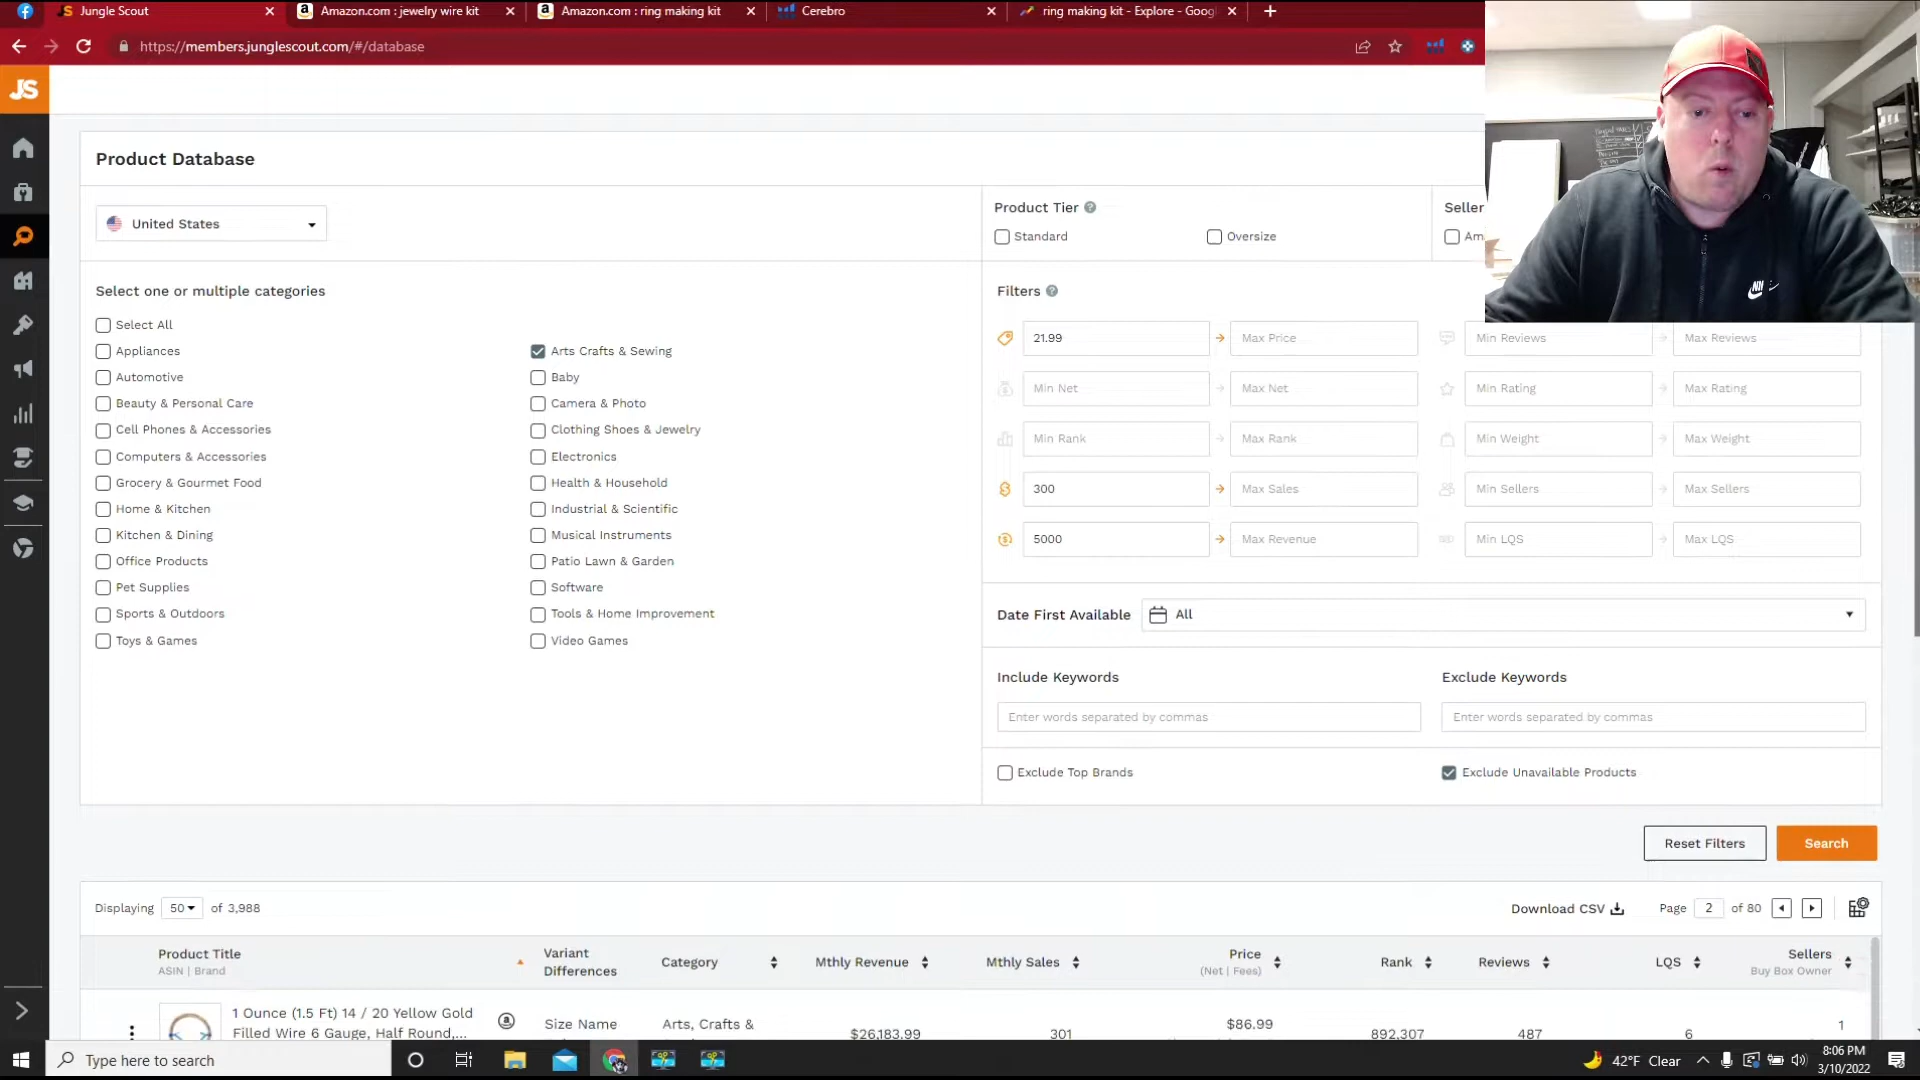 Jungle Scout
Amazon.com : jewelry wire kit
Amazon.com : ring making kit
Cerebro
ring making kit - Explore - Goog
https://members.junglescout.com/#/database
JS
Product Database
United States
Product Tier
Standard
Oversize
Seller
Am
Select one or multiple categories
Select All
Appliances
Automotive
Beauty & Personal Care
Cell Phones & Accessories
Computers & Accessories
Grocery & Gourmet Food
Home & Kitchen
Kitchen & Dining
Office Products
Pet Supplies
Sports & Outdoors
Toys & Games
Arts Crafts & Sewing
Baby
Camera & Photo
Clothing Shoes & Jewelry
Electronics
Health & Household
Industrial & Scientific
Musical Instruments
Patio Lawn & Garden
Software
Tools & Home Improvement
Video Games
Filters
21.99 Max Price Min Reviews Max Reviews
Min Net Max Net Min Rating Max Rating
Min Rank Max Rank Min Weight Max Weight
300 Max Sales Min Sellers Max Sellers
5000 Max Revenue Min LQS Max LQS
Date First Available All
Include Keywords
Enter words separated by commas
Exclude Keywords
Enter words separated by commas
Exclude Top Brands
Exclude Unavailable Products
Reset Filters
Search
Displaying 50 of 3,988
Download CSV
Page 2 of 80
Product Title
ASIN | Brand
Variant
Differences
Category
Mthly Revenue
Mthly Sales
Price
(Net | Fees)
Rank
Reviews
LQS
Sellers
Buy Box Owner
1 Ounce (1.5 Ft) 14 / 20 Yellow Gold
Filled Wire 6 Gauge, Half Round,...
Size Name
Arts, Crafts &
$26,183.99
301
$86.99
892,307
487
6
1
Type here to search
42°F Clear
8:06 PM
3/10/2022